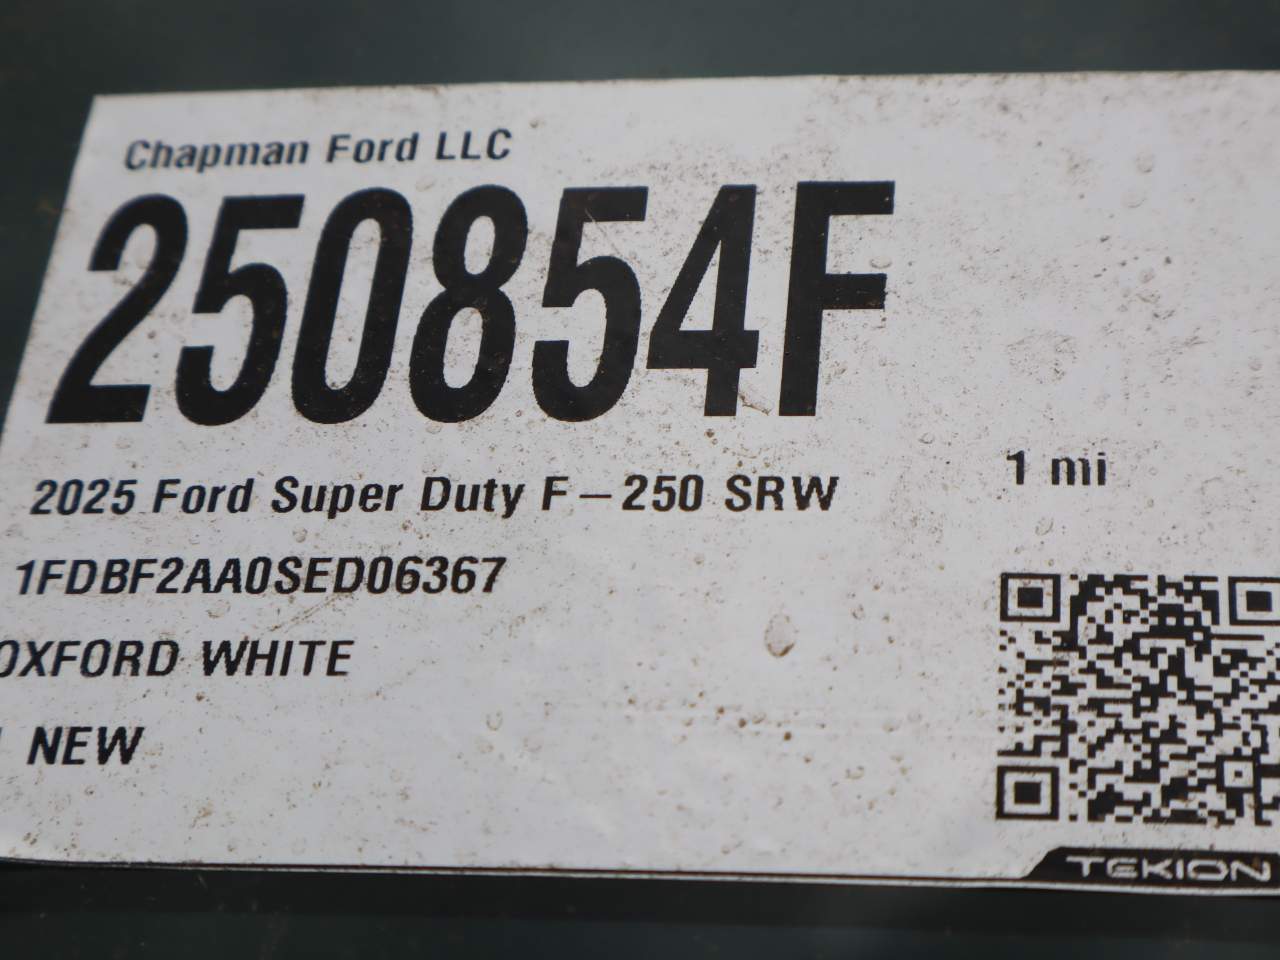 Chapman Ford LLC
250854F
2025 Ford Super Duty F-250 SRW
1 mi
1FDBF2AA0SED06367
OXFORD WHITE
NEW
TEKION